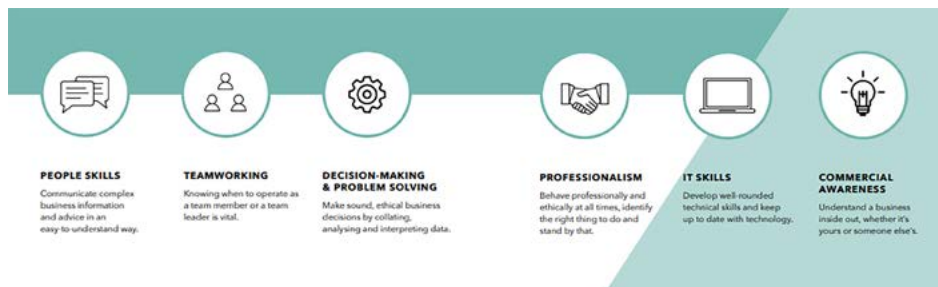 PEOPLE SKILLS
Communicate complex
business information
and advice in an
easy-to-understand way.
TEAMWORKING
Knowing when to operate as
a team member or a team
leader is vital.
DECISION-MAKING
& PROBLEM SOLVING
Make sound, ethical business
decisions by collating,
analysing and interpreting data.
PROFESSIONALISM
Behave professionally and
ethically at all times, identify
the right thing to do and
stand by that.
IT SKILLS
Develop well-rounded
technical skills and keep
up to date with technology.
COMMERCIAL
AWARENESS
Understand a business
inside out, whether it's
yours or someone else's.